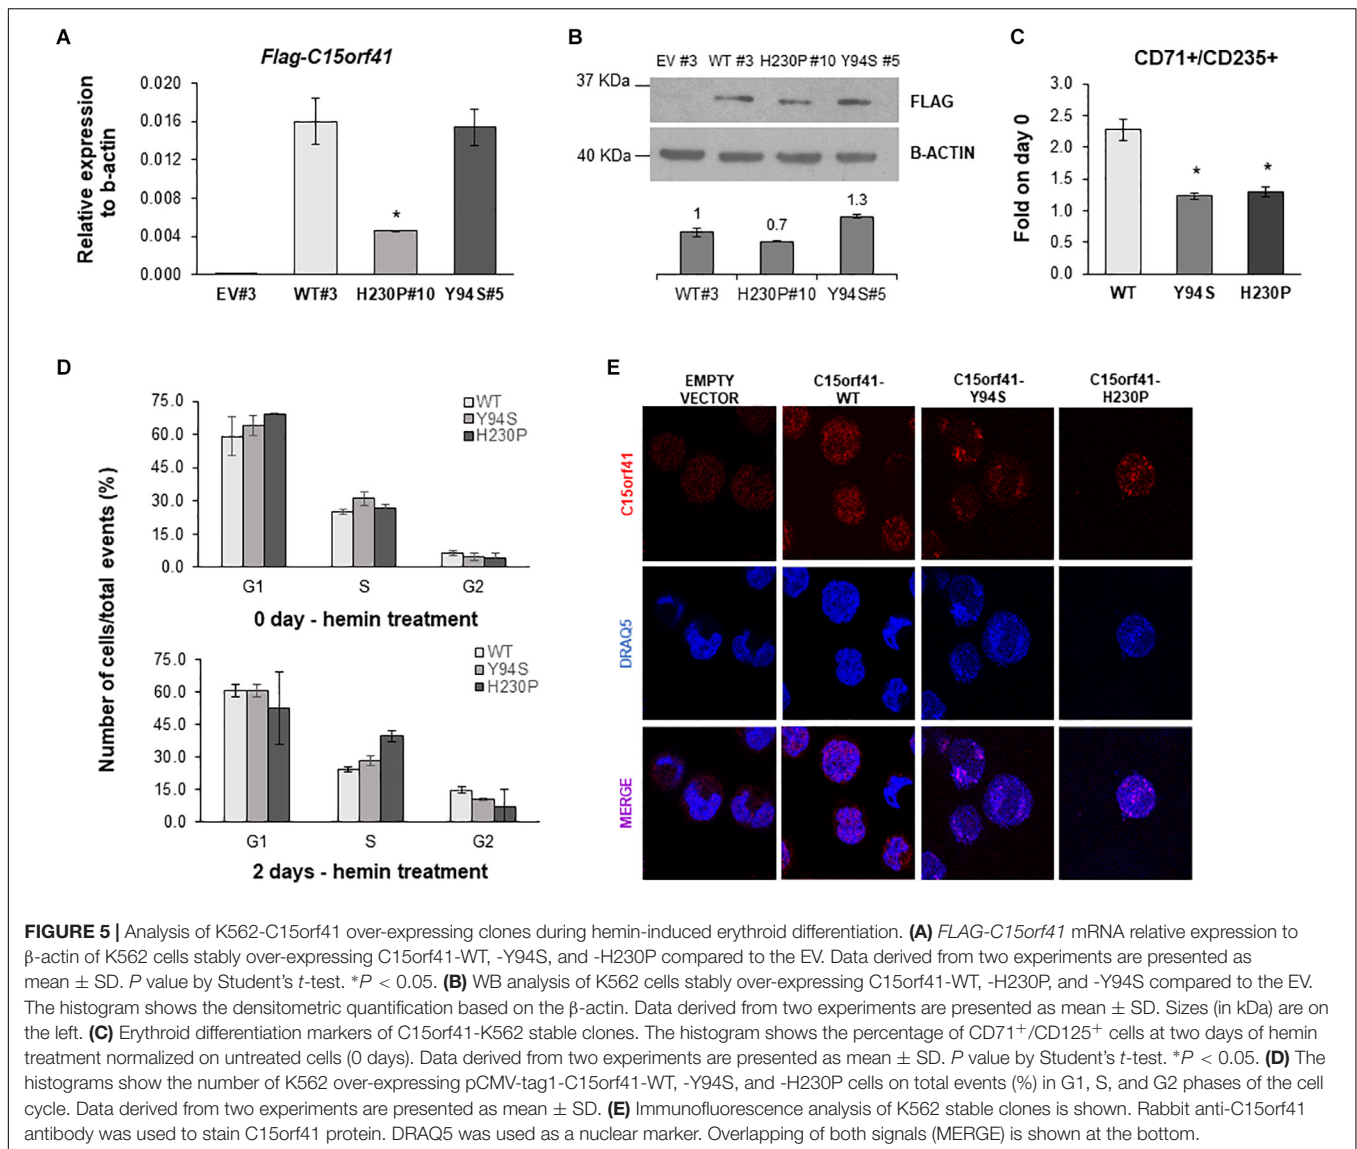 A
Flag-C15orf41
Relative expression
to b-actin
0.020
0.016
0.012
0.008
0.004
0.000
*
EV#3 WT#3 H230P#10 Y94S#5
B
EV #3 WT #3 H230P #10 Y94S #5
37 KDa
FLAG
40 KDa
B-ACTIN
1
0.7
1.3
WT#3 H230P#10 Y94S#5
C
CD71+/CD235+
Fold on day 0
3.0
2.5
2.0
1.5
1.0
0.5
0.0
* *
WT Y94S H230P
D
Number of cells/total events (%)
75.0
60.0
45.0
30.0
15.0
0.0
WT
Y94S
H230P
G1 S G2
0 day - hemin treatment
75.0
60.0
45.0
30.0
15.0
0.0
WT
Y94S
H230P
G1 S G2
2 days - hemin treatment
E
EMPTY
VECTOR
C15orf41-
WT
C15orf41-
Y94S
C15orf41-
H230P
C15orf41
DRAQ5
MERGE
FIGURE 5 | Analysis of K562-C15orf41 over-expressing clones during hemin-induced erythroid differentiation. (A) FLAG-C15orf41 mRNA relative expression to
β-actin of K562 cells stably over-expressing C15orf41-WT, -Y94S, and -H230P compared to the EV. Data derived from two experiments are presented as
mean ± SD. P value by Student's t-test. *P < 0.05. (B) WB analysis of K562 cells stably over-expressing C15orf41-WT, -H230P, and -Y94S compared to the EV.
The histogram shows the densitometric quantification based on the β-actin. Data derived from two experiments are presented as mean ± SD. Sizes (in kDa) are on
the left. (C) Erythroid differentiation markers of C15orf41-K562 stable clones. The histogram shows the percentage of CD71⁺/CD125⁺ cells at two days of hemin
treatment normalized on untreated cells (0 days). Data derived from two experiments are presented as mean ± SD. P value by Student's t-test. *P < 0.05. (D) The
histograms show the number of K562 over-expressing pCMV-tag1-C15orf41-WT, -Y94S, and -H230P cells on total events (%) in G1, S, and G2 phases of the cell
cycle. Data derived from two experiments are presented as mean ± SD. (E) Immunofluorescence analysis of K562 stable clones is shown. Rabbit anti-C15orf41
antibody was used to stain C15orf41 protein. DRAQ5 was used as a nuclear marker. Overlapping of both signals (MERGE) is shown at the bottom.